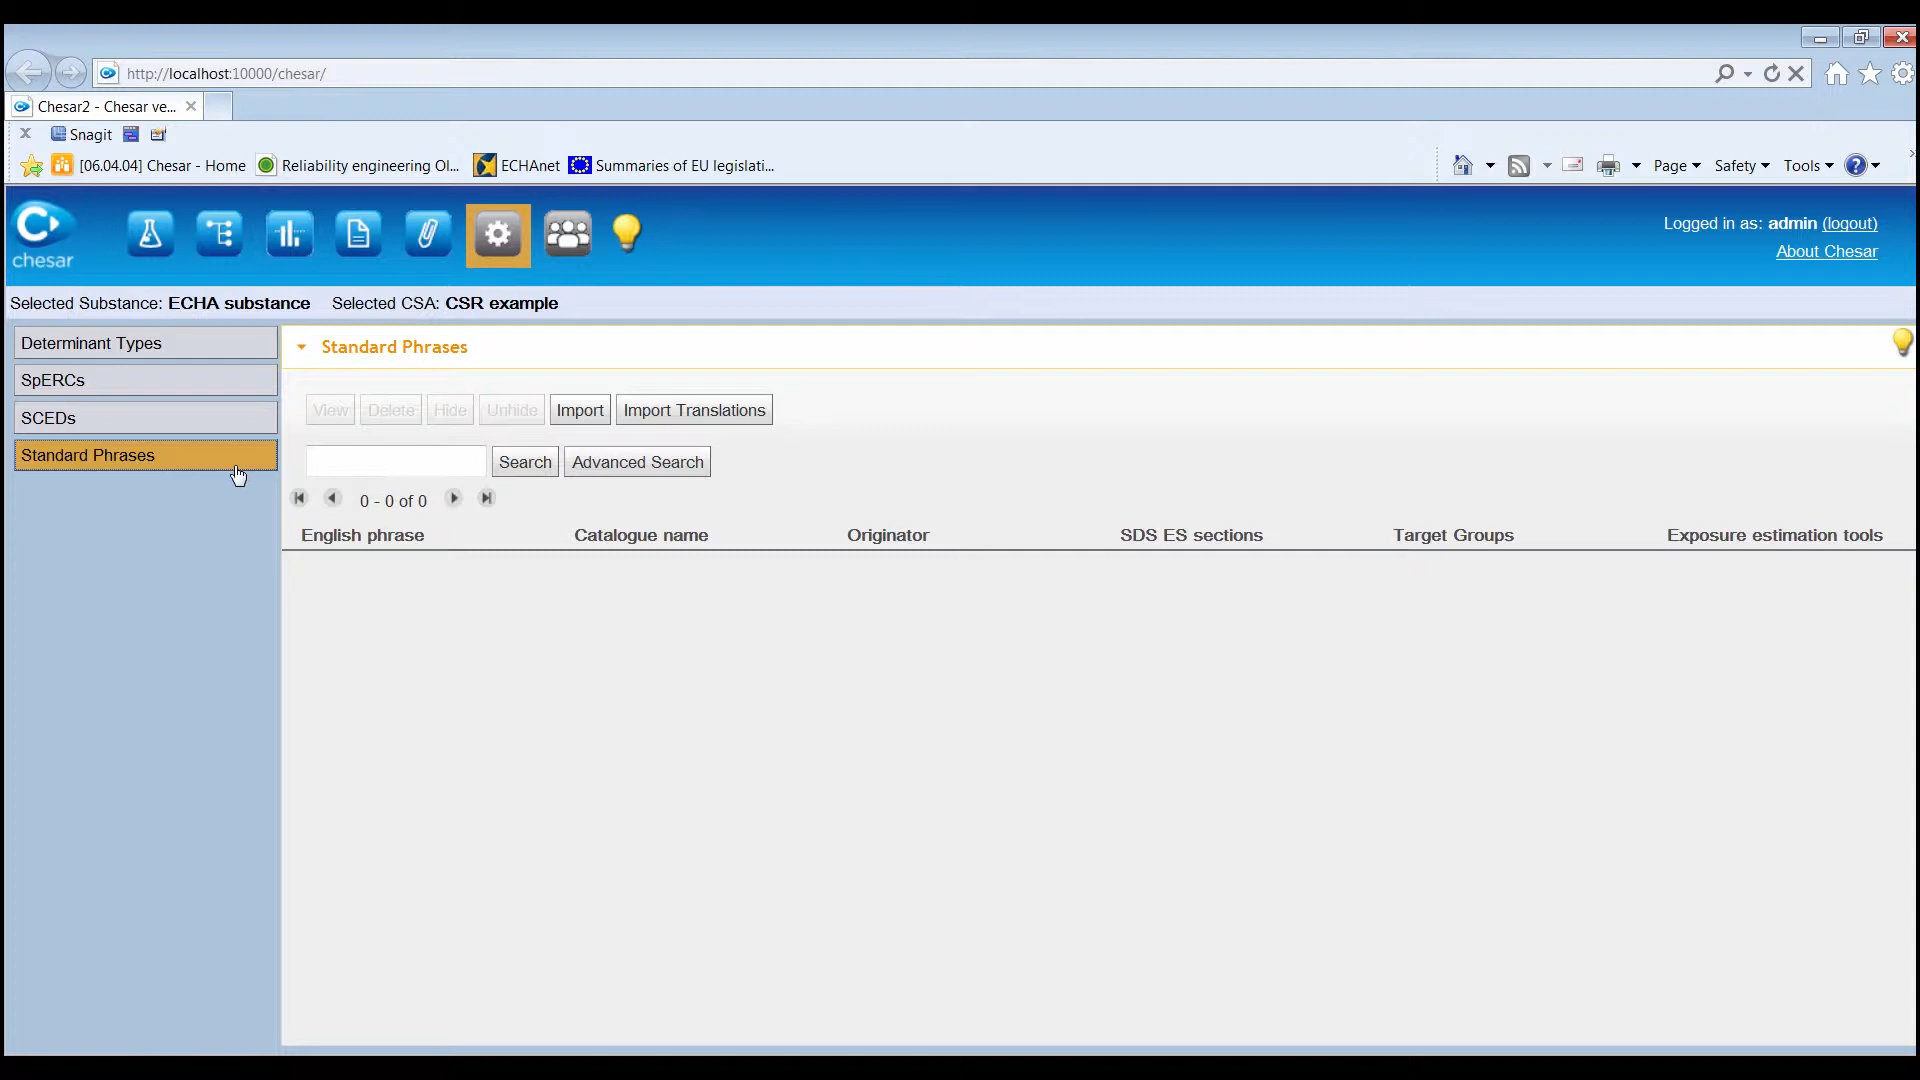 http://localhost:10000/chesar/
Chesar2 - Chesar ve...
Snagit
[06.04.04] Chesar - Home Reliability engineering Ol... ECHAnet Summaries of EU legislati... Page Safety Tools
chesar
Logged in as: admin (logout)
About Chesar
Selected Substance: ECHA substance Selected CSA: CSR example
Determinant Types
SpERCs
SCEDs
Standard Phrases
Standard Phrases
View Delete Hide Unhide Import Import Translations
Search Advanced Search
0 - 0 of 0
English phrase Catalogue name Originator SDS ES sections Target Groups Exposure estimation tools